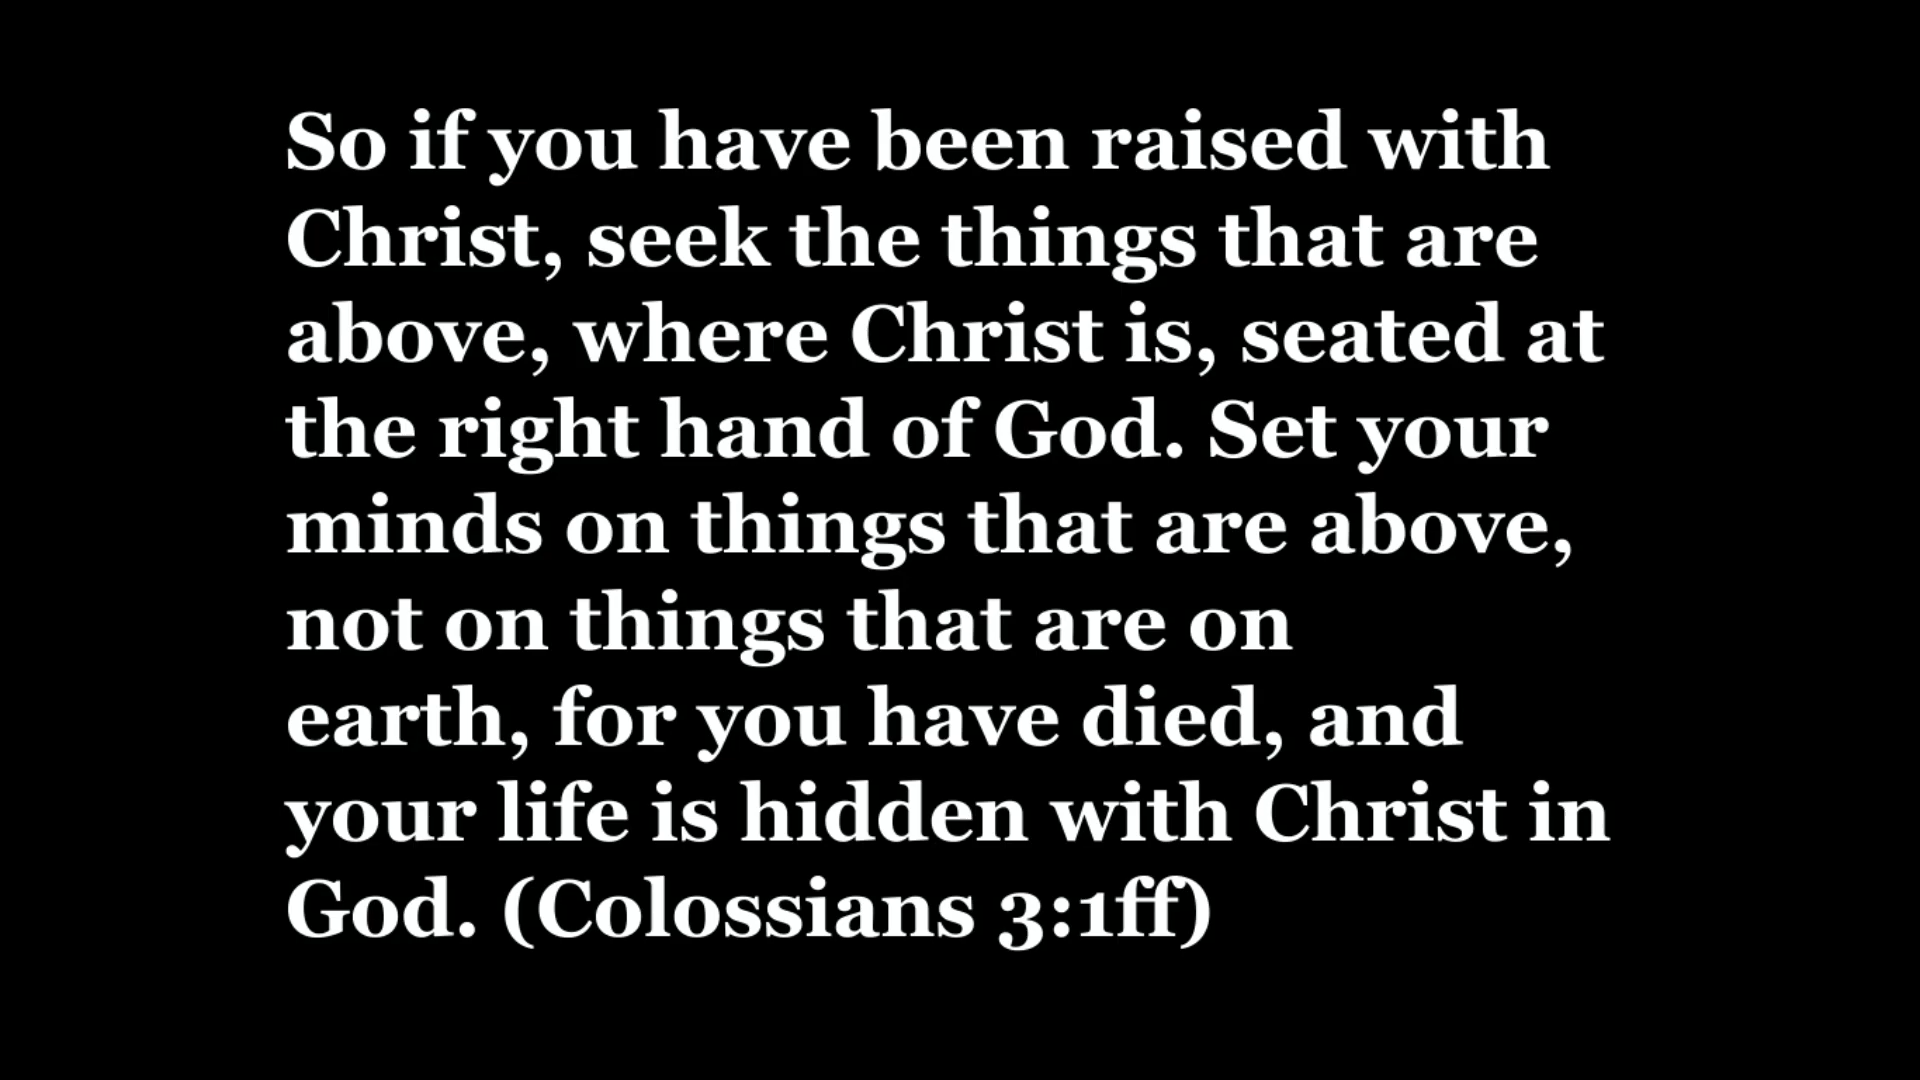 So if you have been raised with
Christ, seek the things that are
above, where Christ is, seated at
the right hand of God. Set your
minds on things that are above,
not on things that are on
earth, for you have died, and
your life is hidden with Christ in
God. (Colossians 3:1ff)